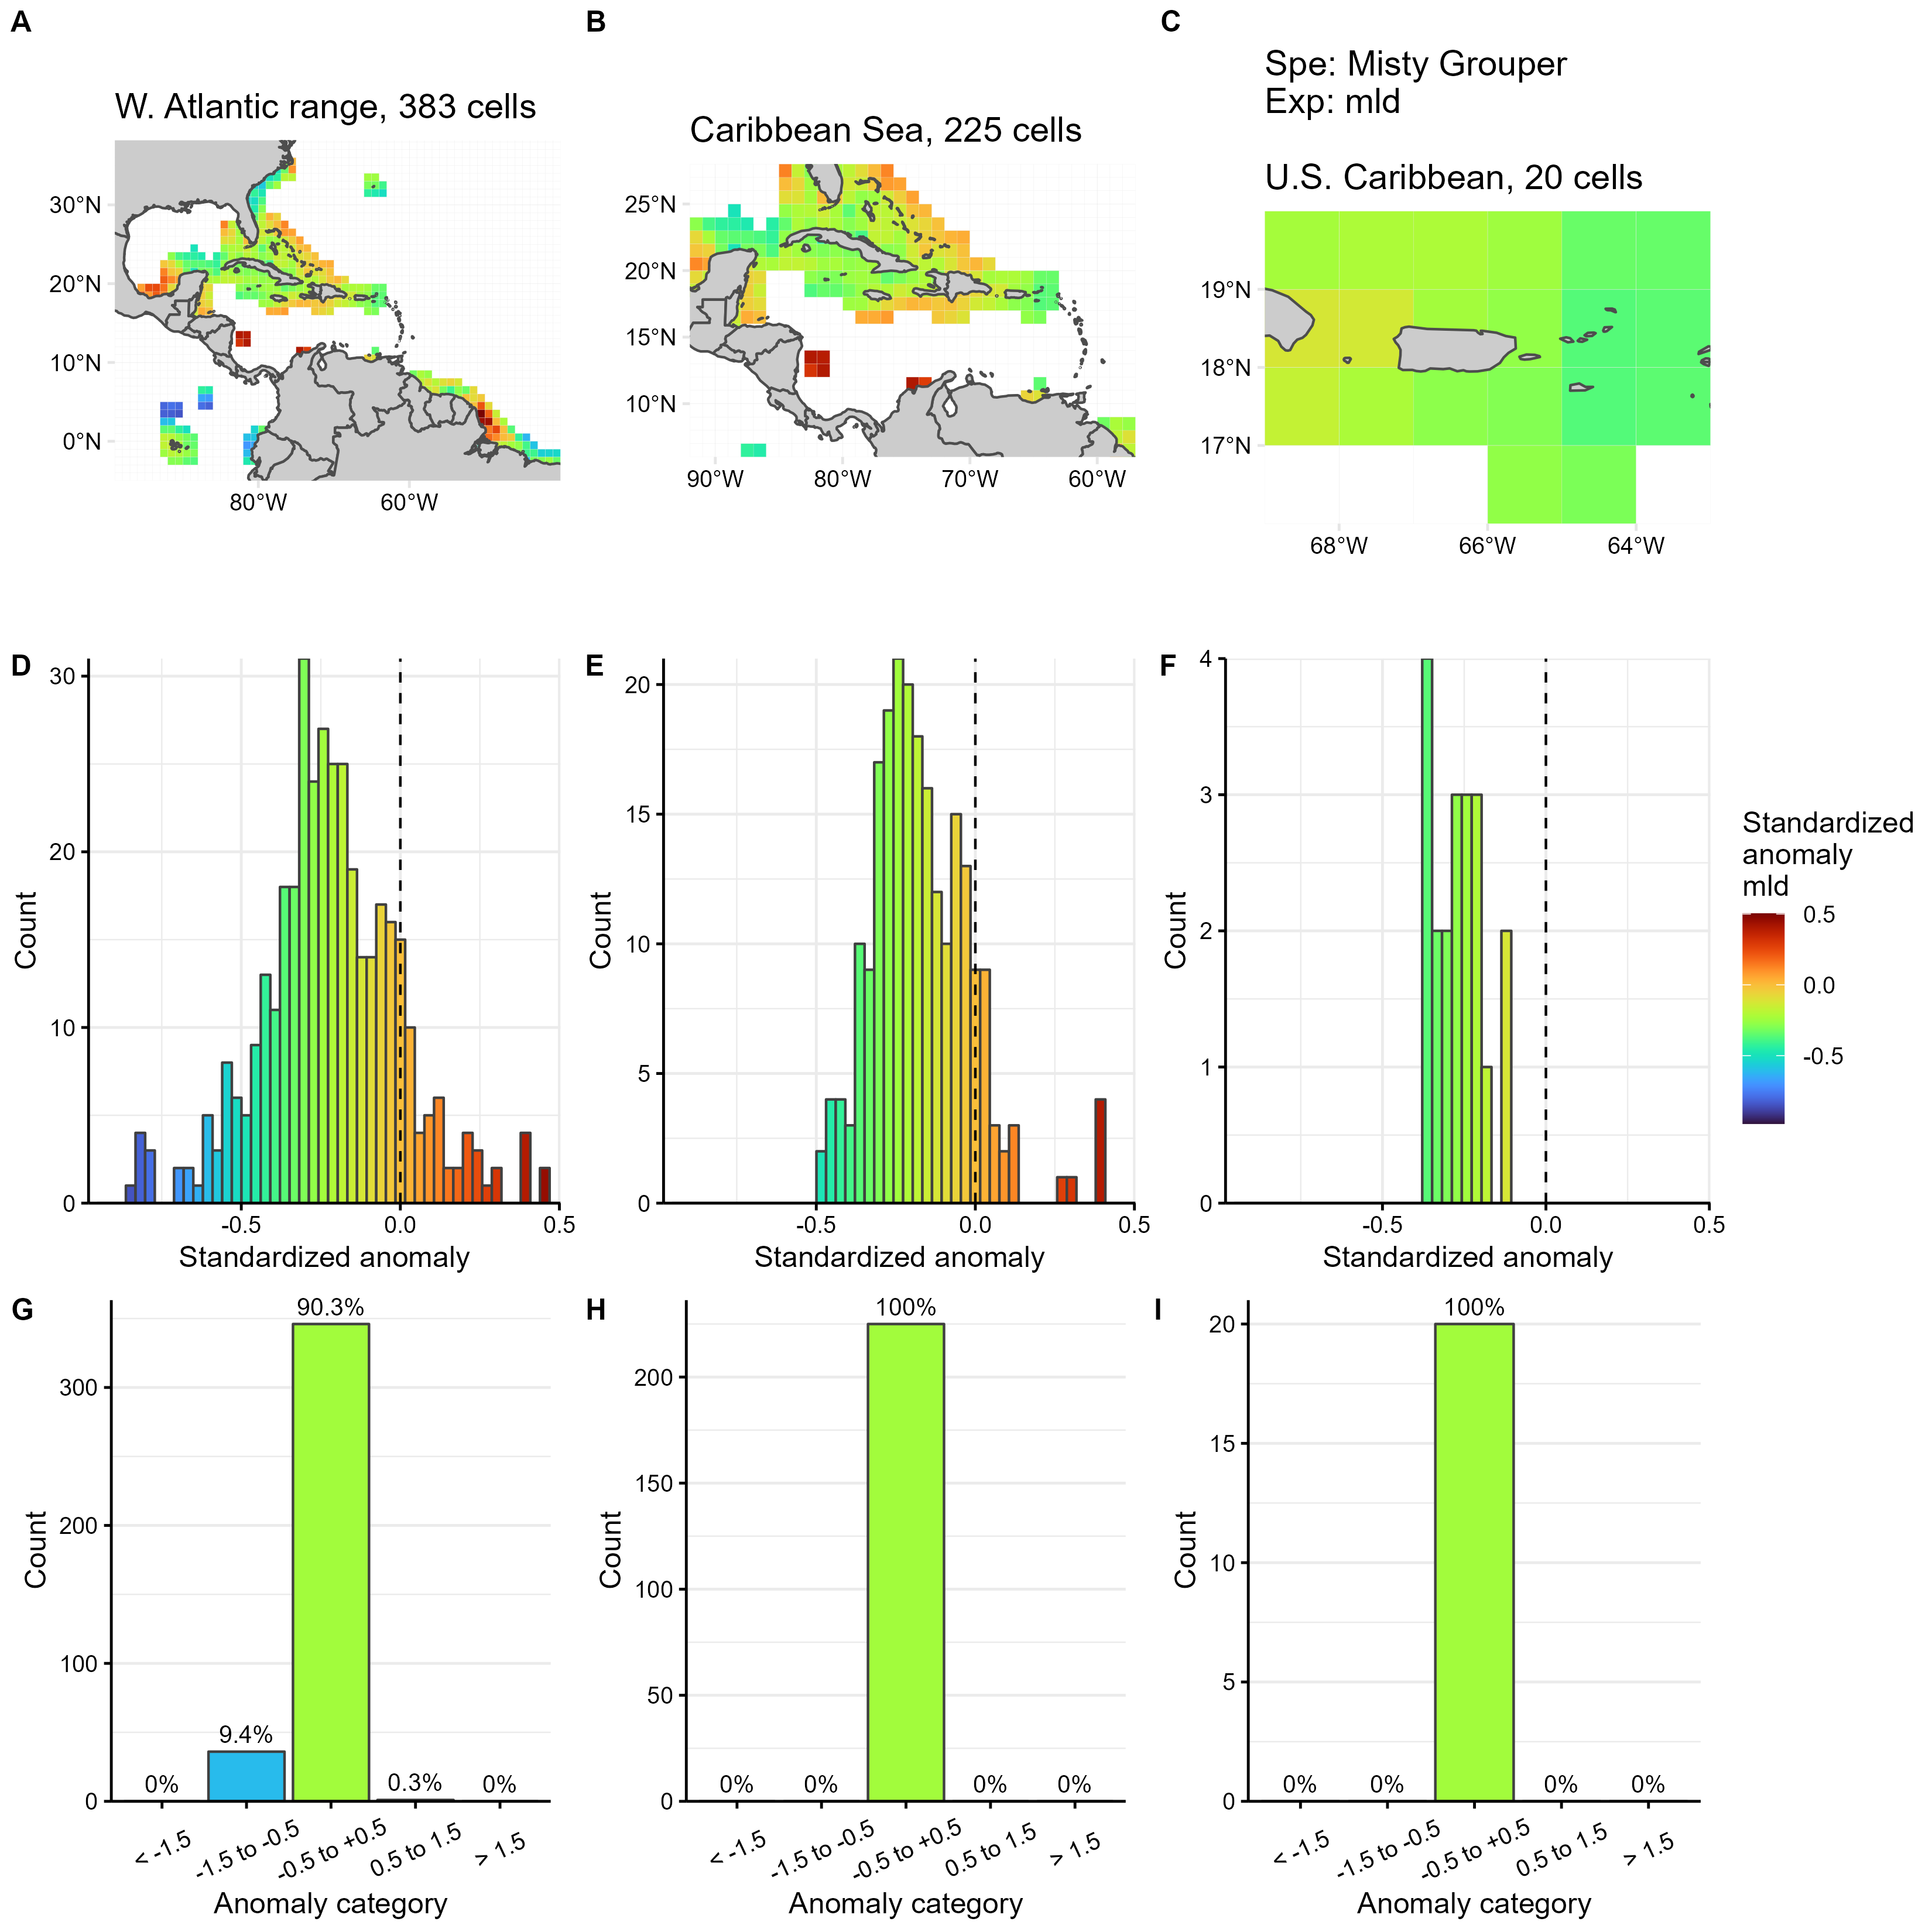 A
B
C
W. Atlantic range, 383 cells
Caribbean Sea, 225 cells
Spe: Misty Grouper
Exp: mld
U.S. Caribbean, 20 cells
30°N
20°N
10°N
0°N
80°W
60°W
25°N
20°N
15°N
10°N
90°W
80°W
70°W
60°W
19°N
18°N
17°N
68°W
66°W
64°W
D
Count
30
20
10
0
-0.5
0.0
0.5
Standardized anomaly
E
Count
20
15
10
5
0
-0.5
0.0
0.5
Standardized anomaly
F
Count
4
3
2
1
0
-0.5
0.0
0.5
Standardized anomaly
Standardized
anomaly
mld
0.5
0.0
-0.5
G
Count
300
200
100
0
0%
9.4%
90.3%
0.3%
0%
< -1.5
-1.5 to -0.5
-0.5 to +0.5
0.5 to 1.5
> 1.5
Anomaly category
H
Count
200
150
100
50
0
0%
0%
100%
0%
0%
< -1.5
-1.5 to -0.5
-0.5 to +0.5
0.5 to 1.5
> 1.5
Anomaly category
I
Count
20
15
10
5
0
0%
0%
100%
0%
0%
< -1.5
-1.5 to -0.5
-0.5 to +0.5
0.5 to 1.5
> 1.5
Anomaly category